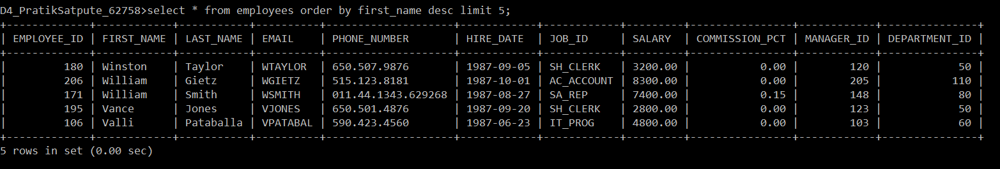 D4_PratikSatpute_62758>select * from employees order by first_name desc limit 5;
+-------------+------------+-----------+----------+--------------------+------------+------------+---------+----------------+------------+---------------+
| EMPLOYEE_ID | FIRST_NAME | LAST_NAME | EMAIL    | PHONE_NUMBER       | HIRE_DATE  | JOB_ID     | SALARY  | COMMISSION_PCT | MANAGER_ID | DEPARTMENT_ID |
+-------------+------------+-----------+----------+--------------------+------------+------------+---------+----------------+------------+---------------+
|         180 | Winston    | Taylor    | WTAYLOR  | 650.507.9876       | 1987-09-05 | SH_CLERK   | 3200.00 |           0.00 |        120 |            50 |
|         206 | William    | Gietz     | WGIETZ   | 515.123.8181       | 1987-10-01 | AC_ACCOUNT | 8300.00 |           0.00 |        205 |           110 |
|         171 | William    | Smith     | WSMITH   | 011.44.1343.629268 | 1987-08-27 | SA_REP     | 7400.00 |           0.15 |        148 |            80 |
|         195 | Vance      | Jones     | VJONES   | 650.501.4876       | 1987-09-20 | SH_CLERK   | 2800.00 |           0.00 |        123 |            50 |
|         106 | Valli      | Pataballa | VPATABAL | 590.423.4560       | 1987-06-23 | IT_PROG    | 4800.00 |           0.00 |        103 |            60 |
+-------------+------------+-----------+----------+--------------------+------------+------------+---------+----------------+------------+---------------+
5 rows in set (0.00 sec)